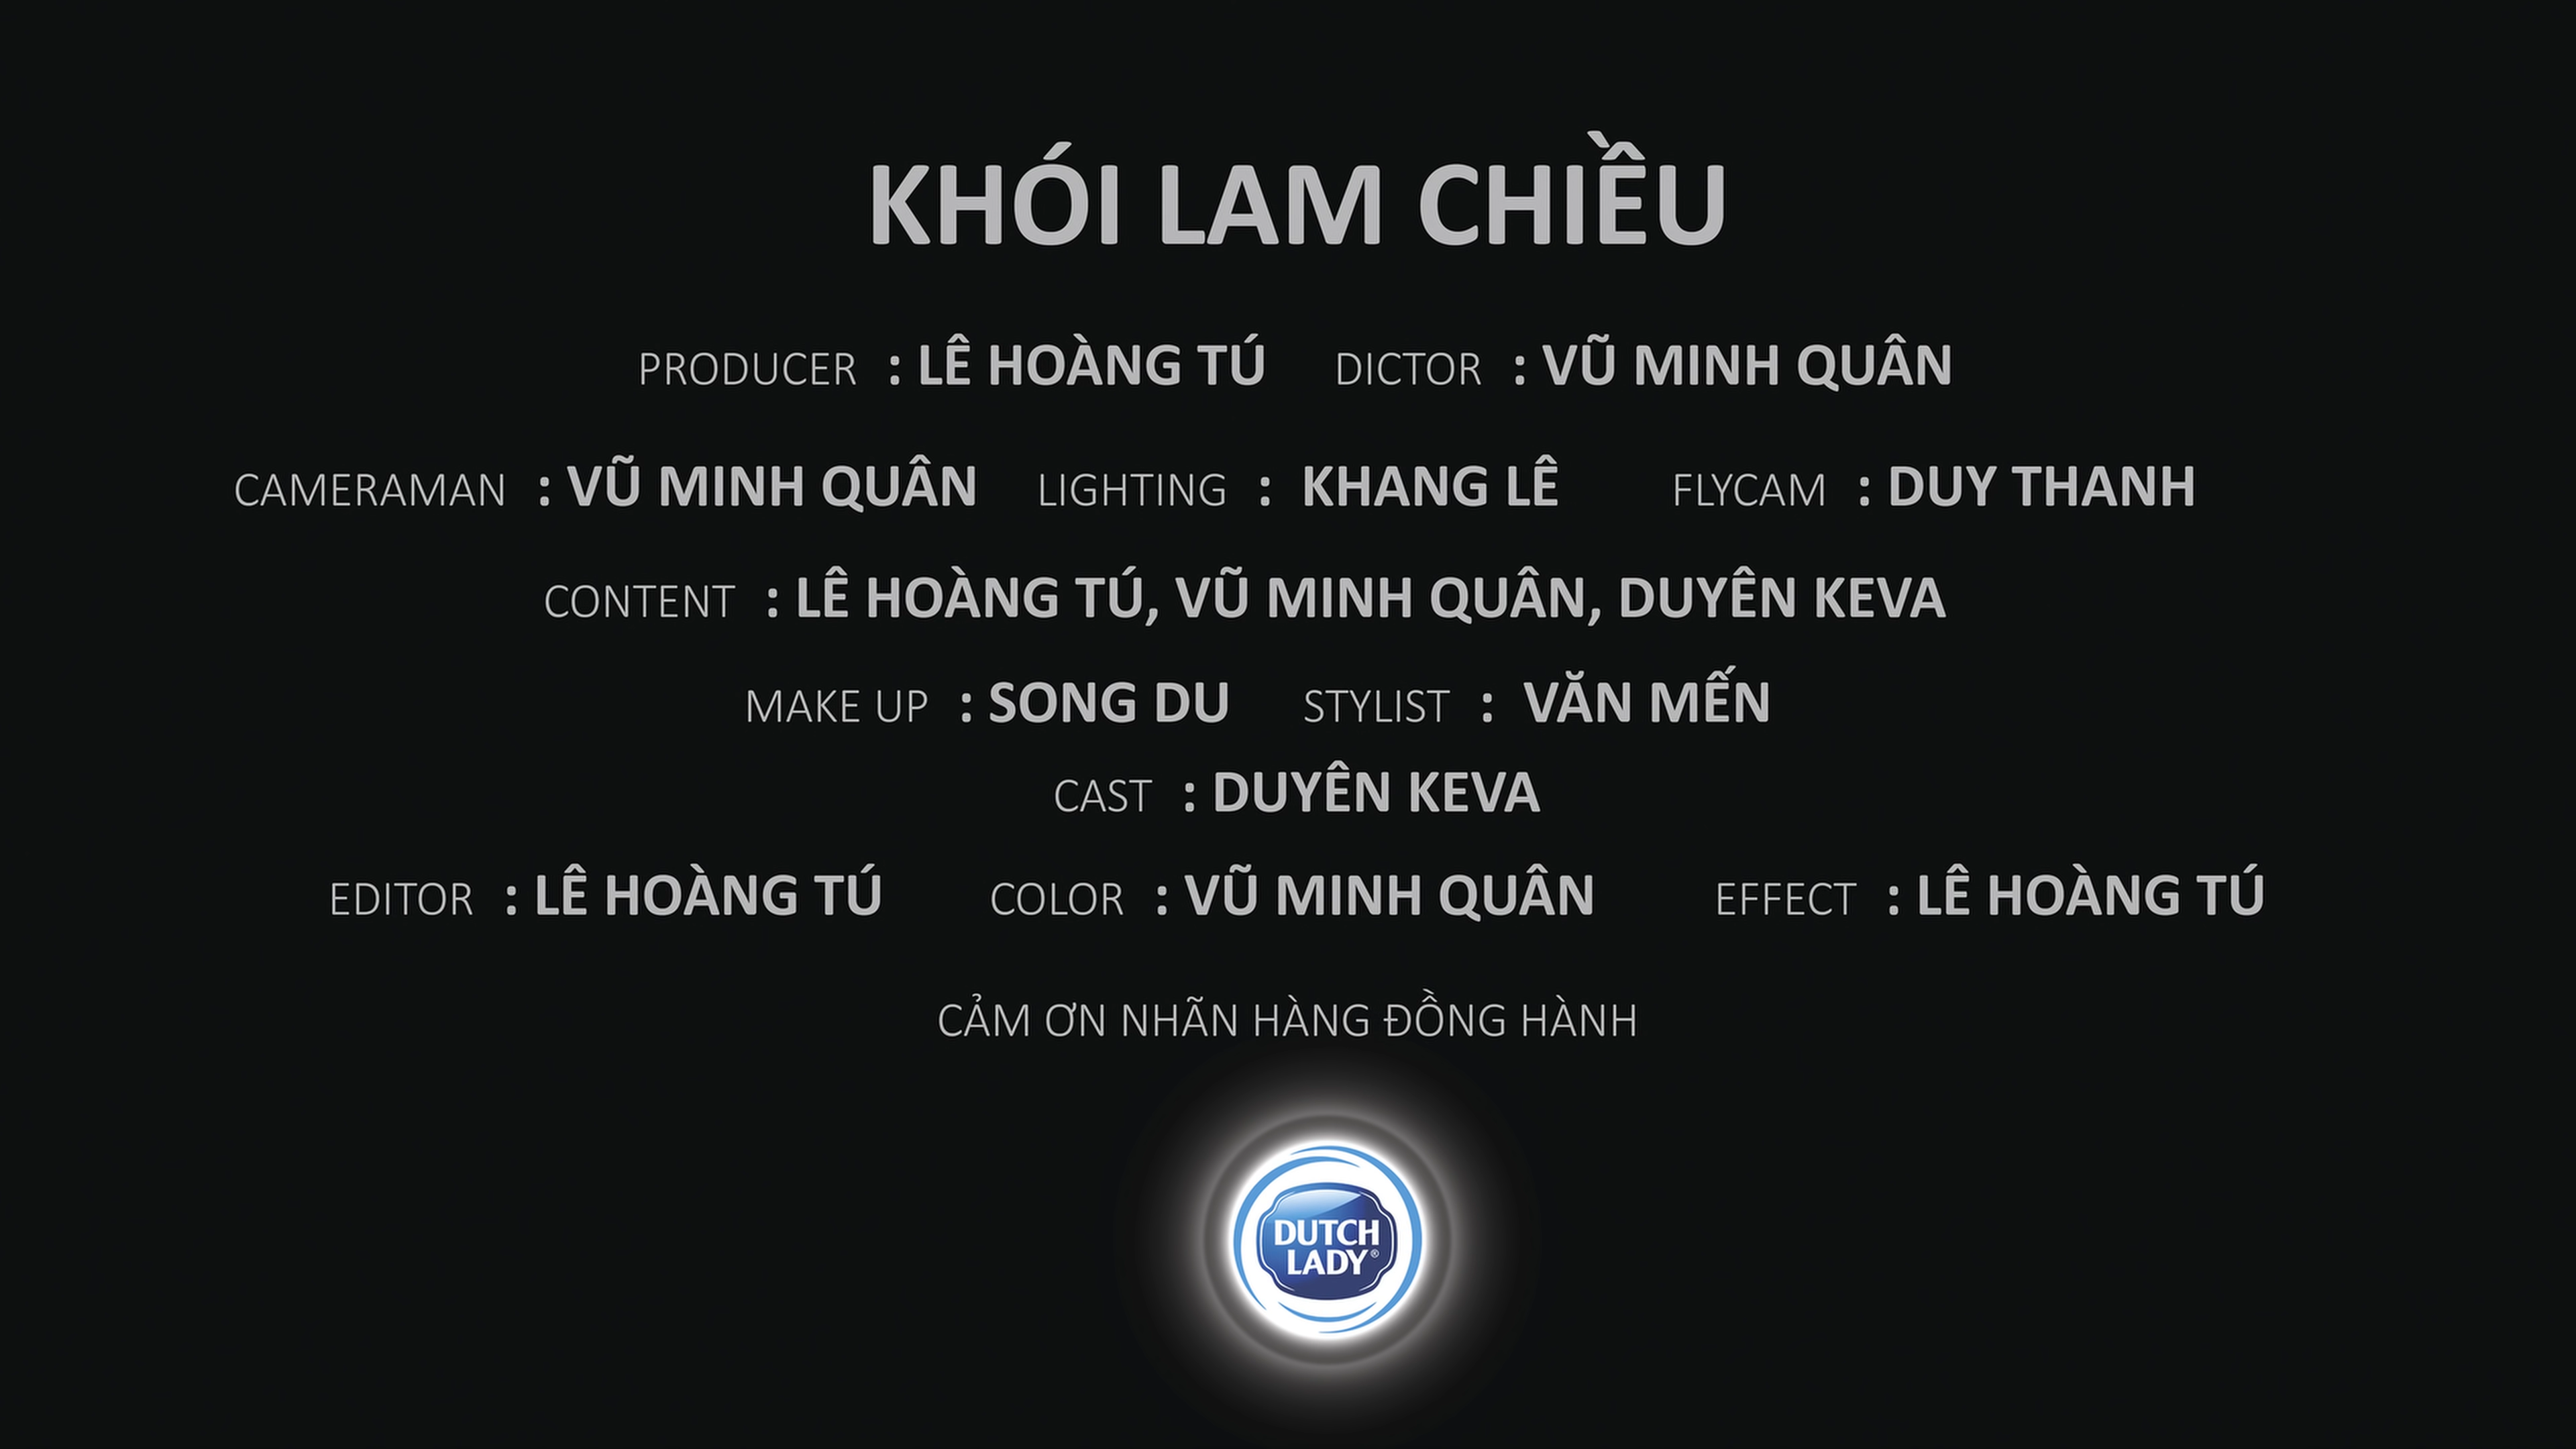 KHÓI LAM CHIỀU
PRODUCER : LÊ HOÀNG TÚ DICTOR : VŨ MINH QUÂN
CAMERAMAN : VŨ MINH QUÂN LIGHTING : KHANG LÊ FLYCAM : DUY THANH
CONTENT : LÊ HOÀNG TÚ, VŨ MINH QUÂN, DUYÊN KEVA
MAKE UP : SONG DU STYLIST : VĂN MẾN
CAST : DUYÊN KEVA
EDITOR : LÊ HOÀNG TÚ COLOR : VŨ MINH QUÂN EFFECT : LÊ HOÀNG TÚ
CẢM ƠN NHÃN HÀNG ĐỒNG HÀNH
DUTCH
LADY®